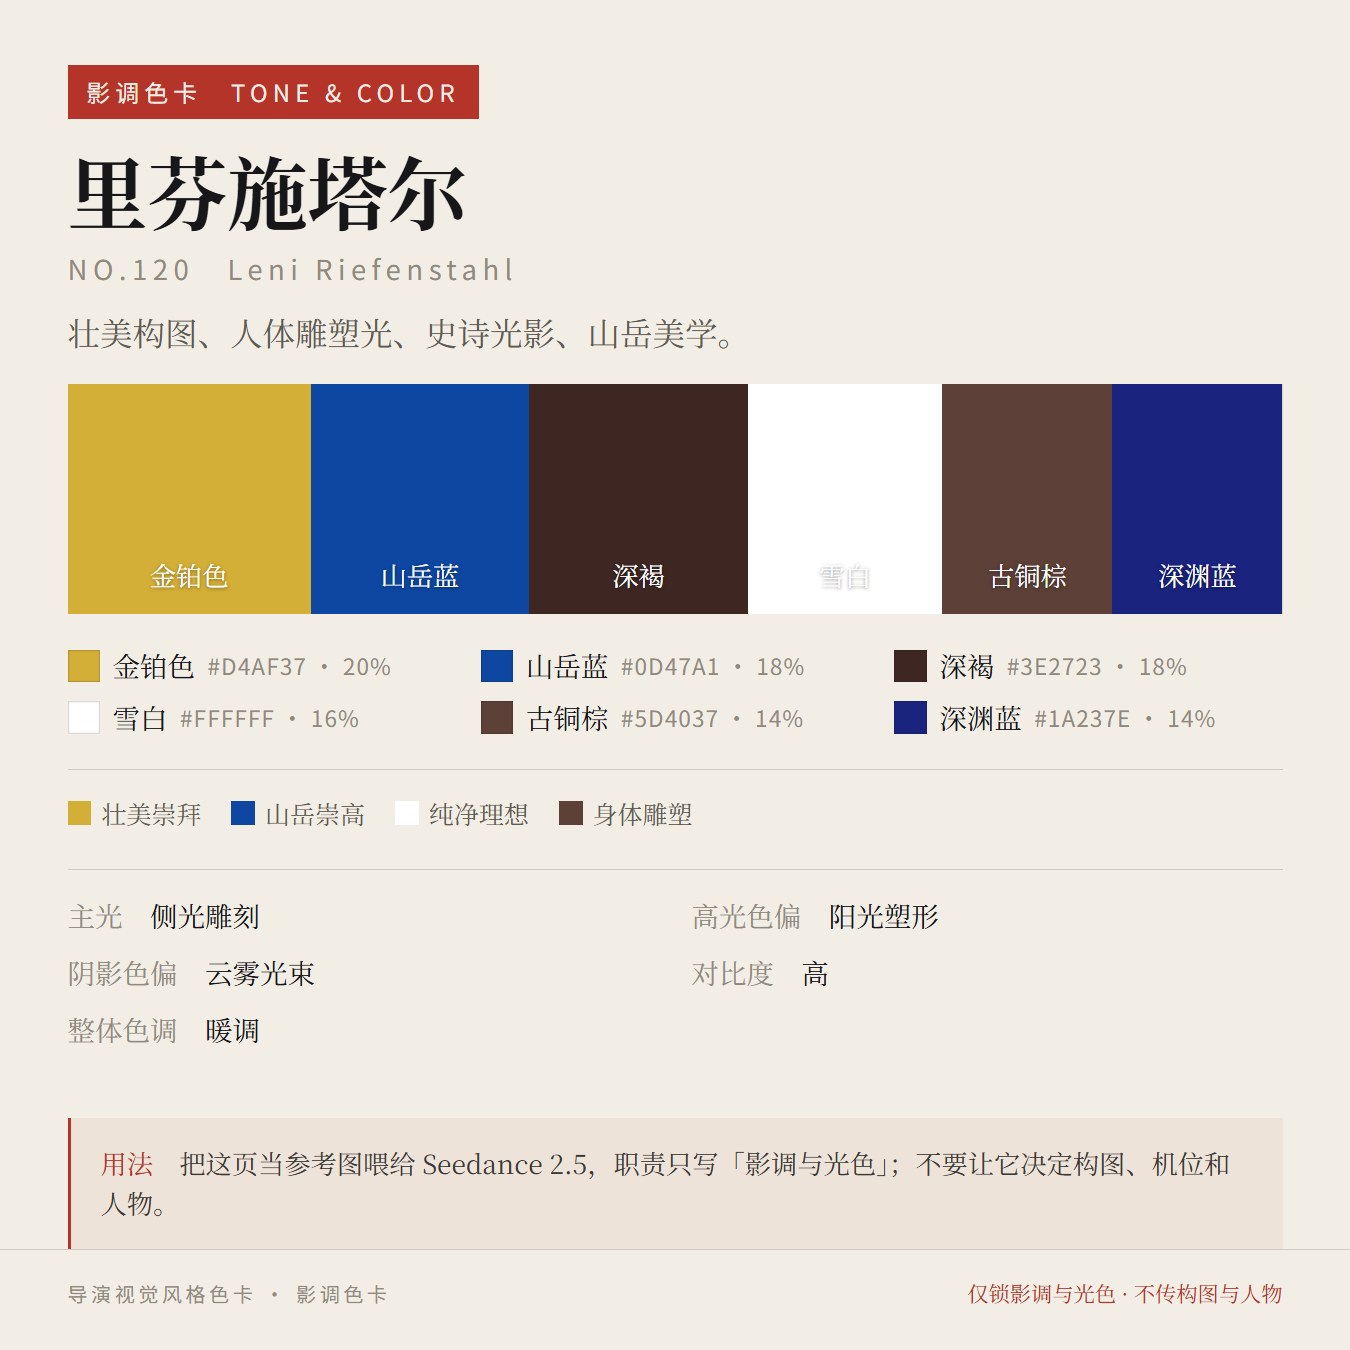 影调色卡 TONE & COLOR
里芬施塔尔
NO.120 Leni Riefenstahl
壮美构图、人体雕塑光、史诗光影、山岳美学。
金铂色 山岳蓝 深褐 雪白 古铜棕 深渊蓝
金铂色 #D4AF37 · 20% 山岳蓝 #0D47A1 · 18% 深褐 #3E2723 · 18%
雪白 #FFFFFF · 16% 古铜棕 #5D4037 · 14% 深渊蓝 #1A237E · 14%
壮美崇拜 山岳崇高 纯净理想 身体雕塑
主光 侧光雕刻 高光色偏 阳光塑形
阴影色偏 云雾光束 对比度 高
整体色调 暖调
用法 把这页当参考图喂给 Seedance 2.5，职责只写「影调与光色」；不要让它决定构图、机位和
人物。
导演视觉风格色卡 · 影调色卡 仅锁影调与光色 · 不传构图与人物